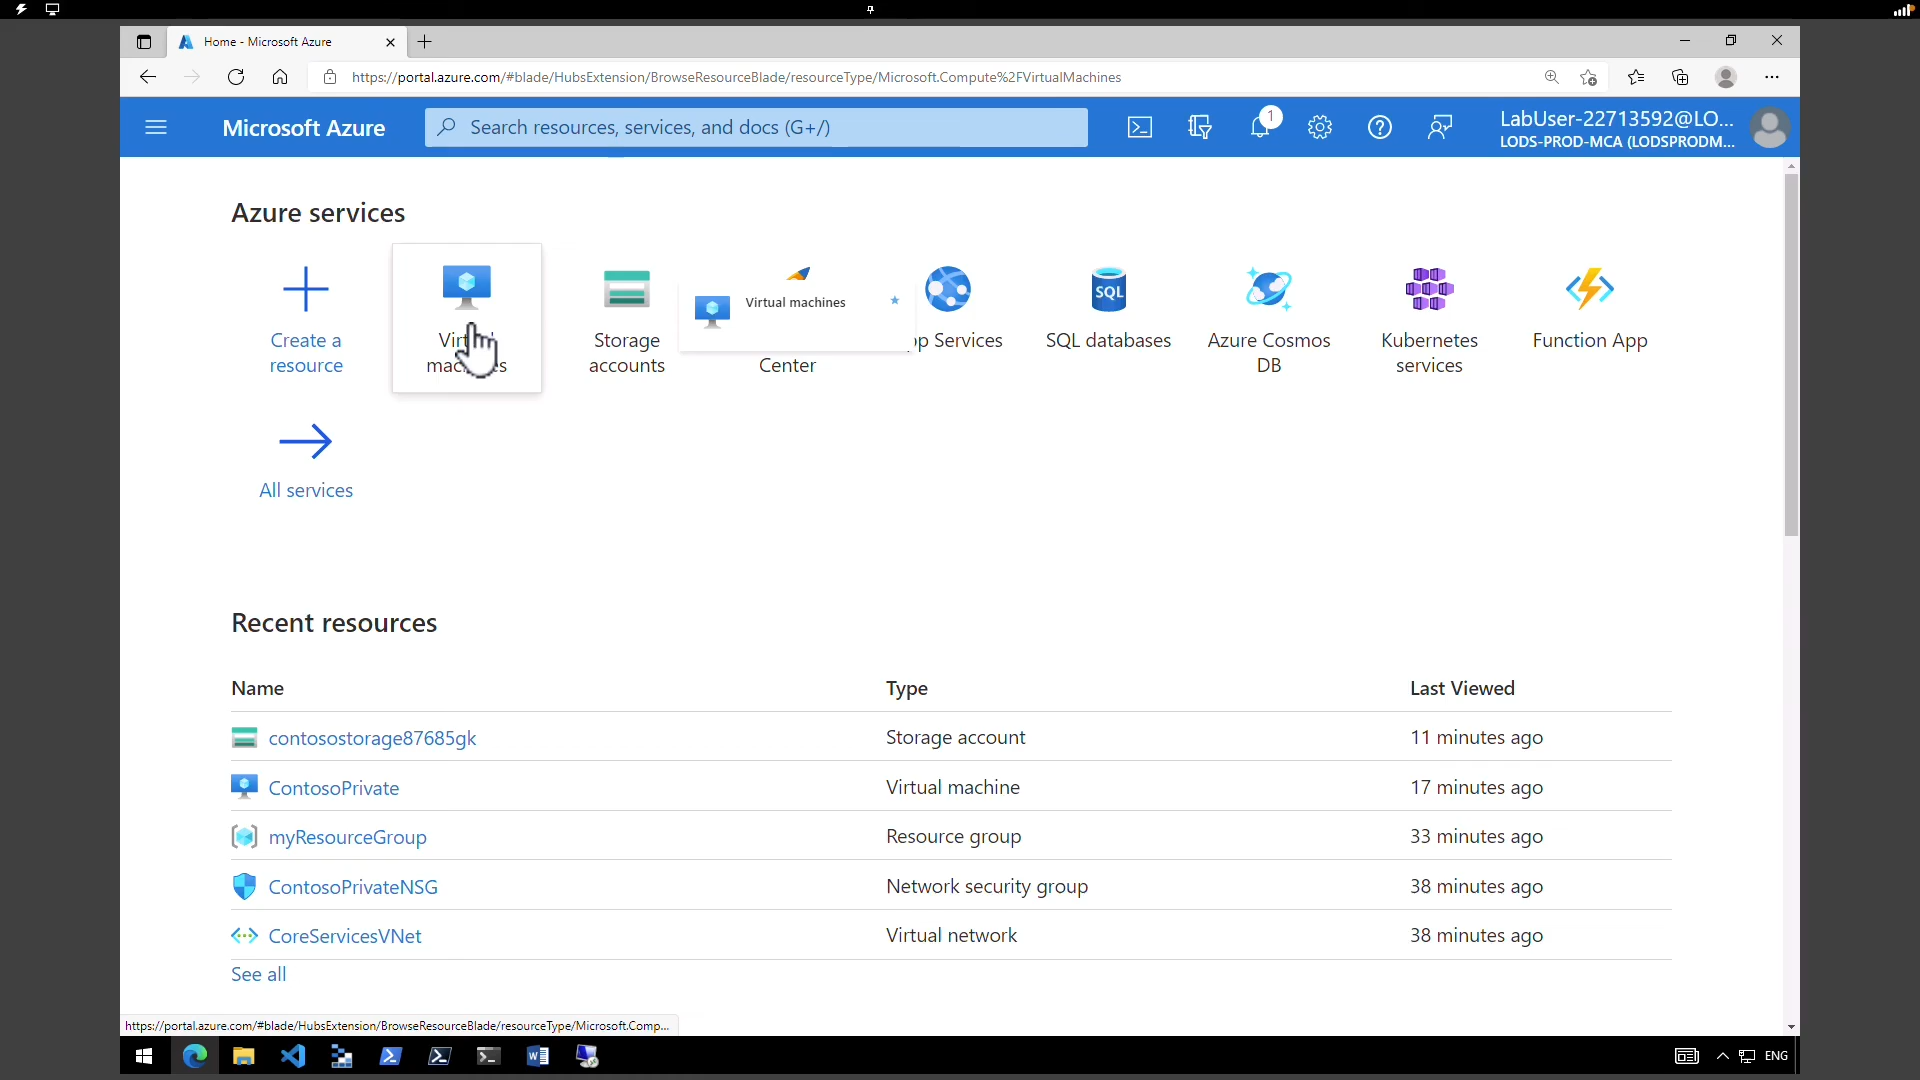 Home - Microsoft Azure
https://portal.azure.com/#blade/HubsExtension/BrowseResourceBlade/resourceType/Microsoft.Compute%2FVirtualMachines
Microsoft Azure
Search resources, services, and docs (G+/)
1
LabUser-22713592@LO...
LODS-PROD-MCA (LODSPRODM...
Azure services
Create a
resource
Storage
accounts
Virtual machines
Center
Services
SQL databases
SQL
Azure Cosmos
DB
Kubernetes
services
Function App
All services
Recent resources
Name Type Last Viewed
contosostorage87685gk Storage account 11 minutes ago
ContosoPrivate Virtual machine 17 minutes ago
myResourceGroup Resource group 33 minutes ago
ContosoPrivateNSG Network security group 38 minutes ago
CoreServicesVNet Virtual network 38 minutes ago
See all
https://portal.azure.com/#blade/HubsExtension/BrowseResourceBlade/resourceType/Microsoft.Comp...
ENG